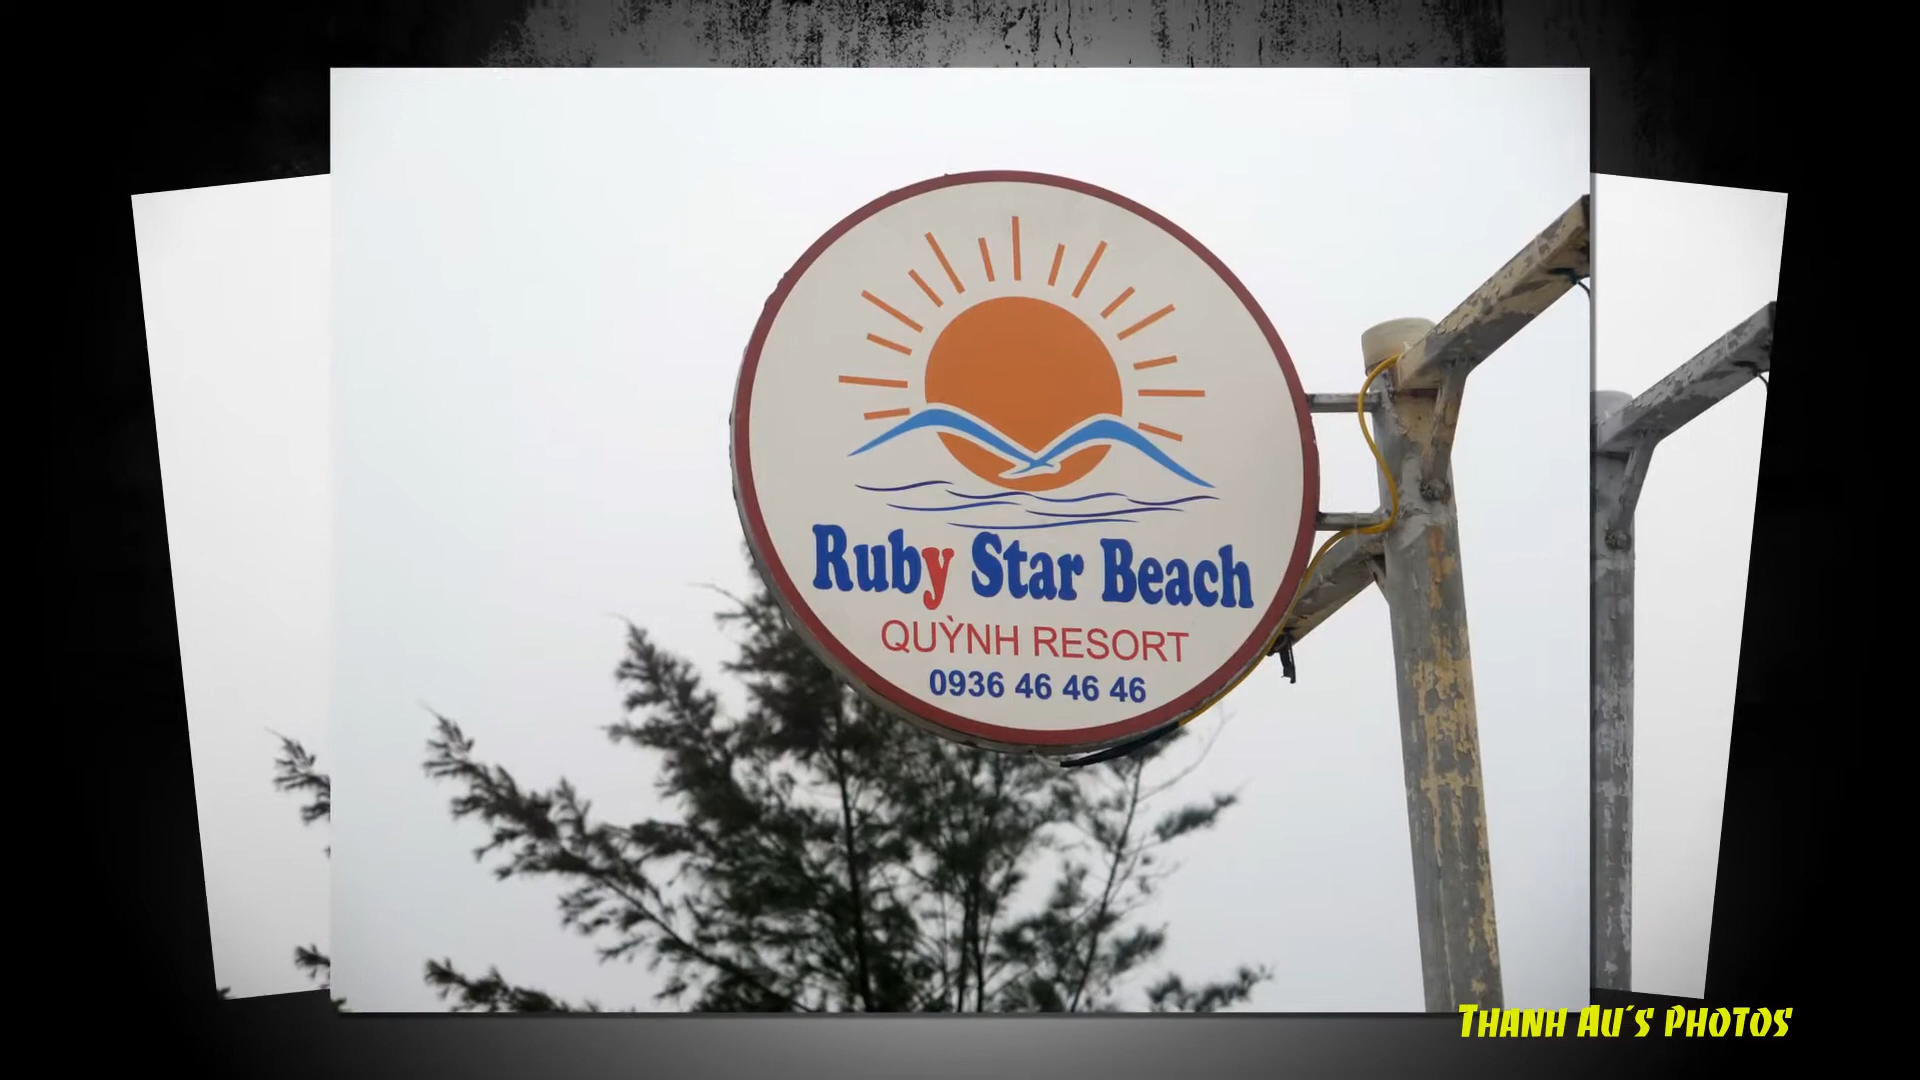 Ruby Star Beach
QUỲNH RESORT
0936 46 46 46
THANH AU'S PHOTOS